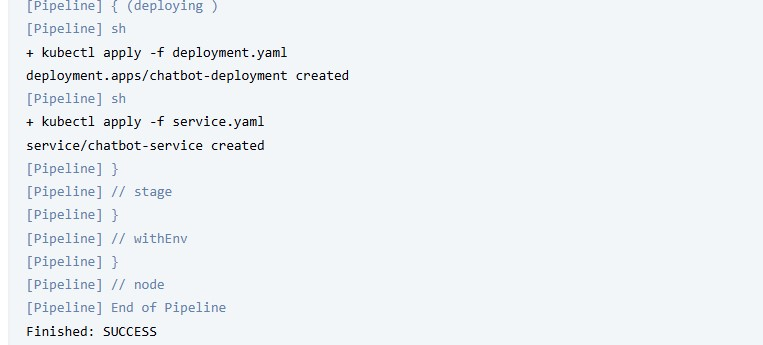 [Pipeline] { (deploying )
[Pipeline] sh
+ kubectl apply -f deployment.yaml
deployment.apps/chatbot-deployment created
[Pipeline] sh
+ kubectl apply -f service.yaml
service/chatbot-service created
[Pipeline] }
[Pipeline] // stage
[Pipeline] }
[Pipeline] // withEnv
[Pipeline] }
[Pipeline] // node
[Pipeline] End of Pipeline
Finished: SUCCESS